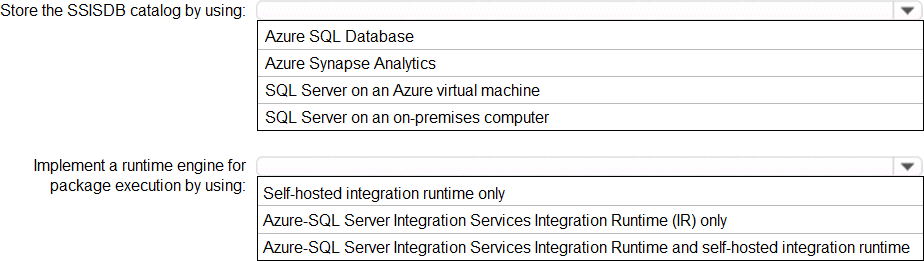 Store the SSISDB catalog by using:
Azure SQL Database
Azure Synapse Analytics
SQL Server on an Azure virtual machine
SQL Server on an on-premises computer
Implement a runtime engine for
package execution by using:
Self-hosted integration runtime only
Azure-SQL Server Integration Services Integration Runtime (IR) only
Azure-SQL Server Integration Services Integration Runtime and self-hosted integration runtime